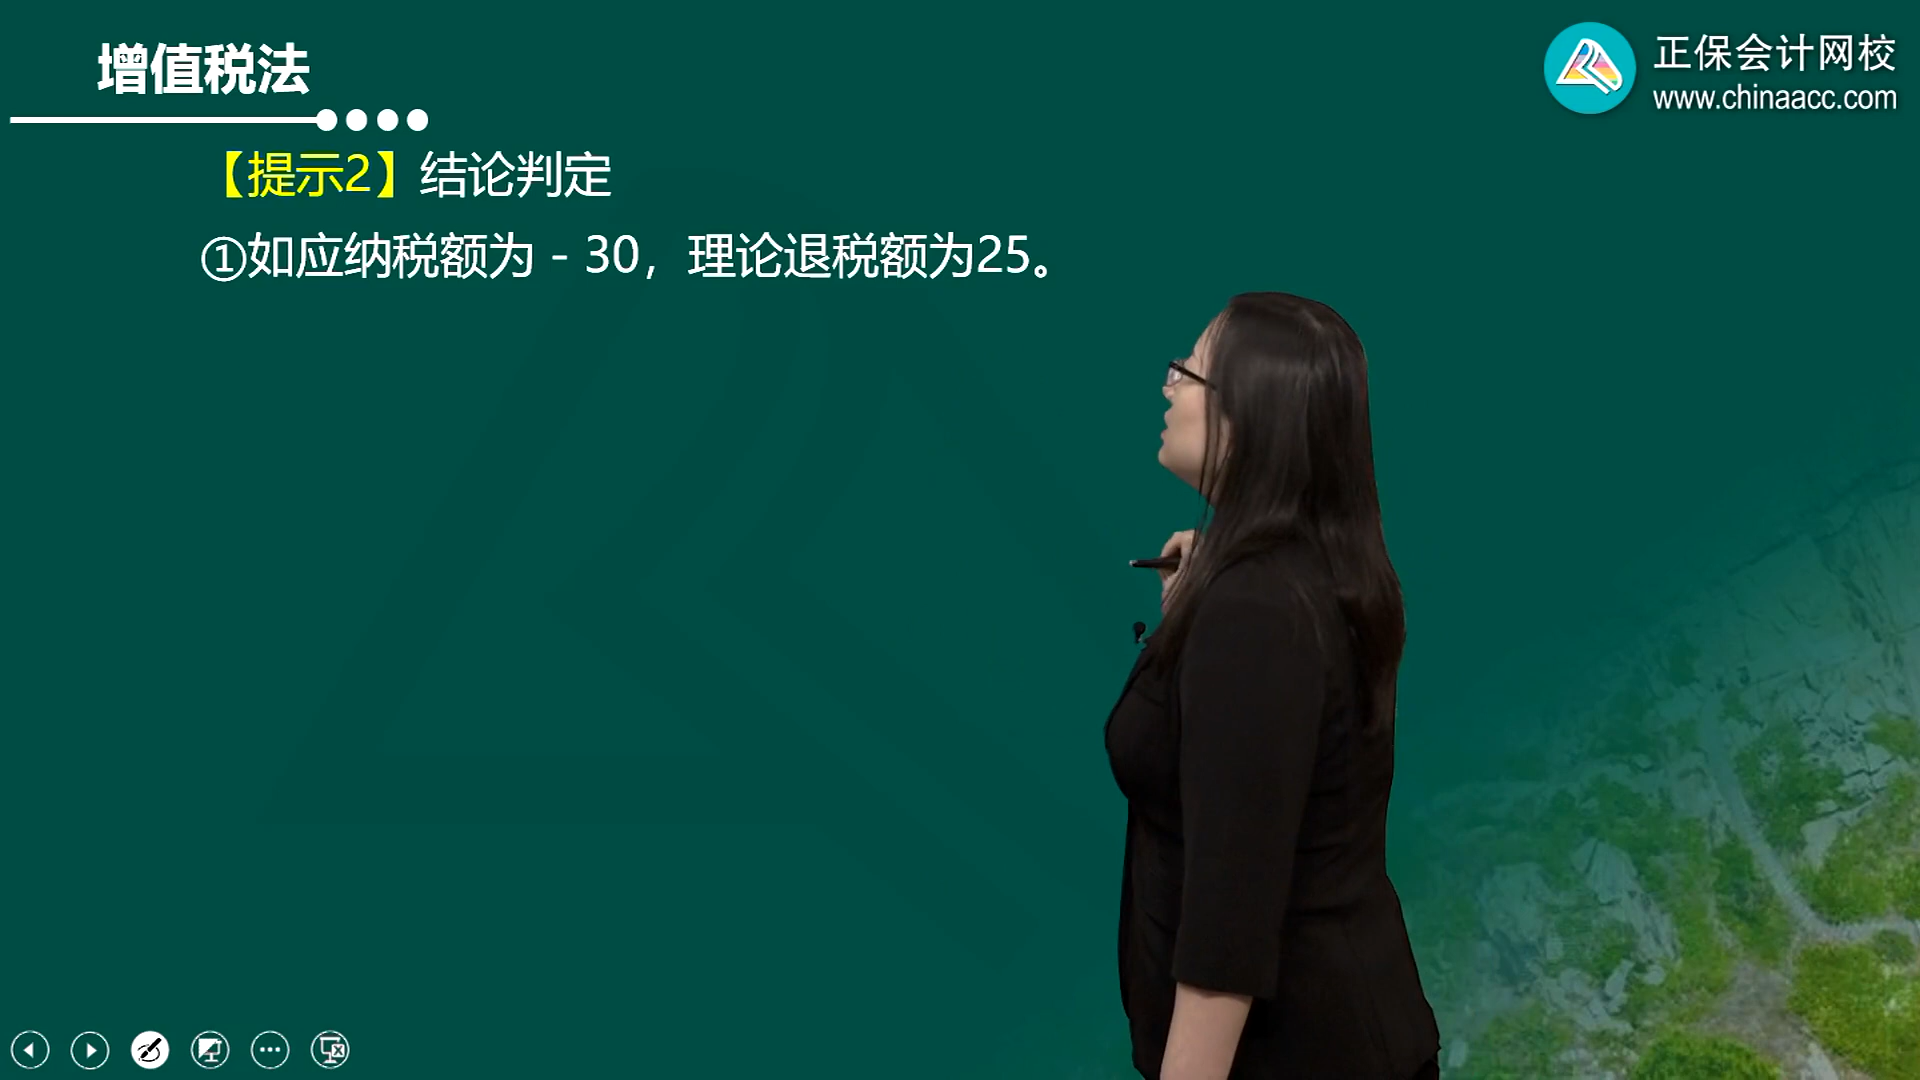 增值税法
正保会计网校
www.chinaacc.com
【提示2】结论判定
①如应纳税额为－30，理论退税额为25。